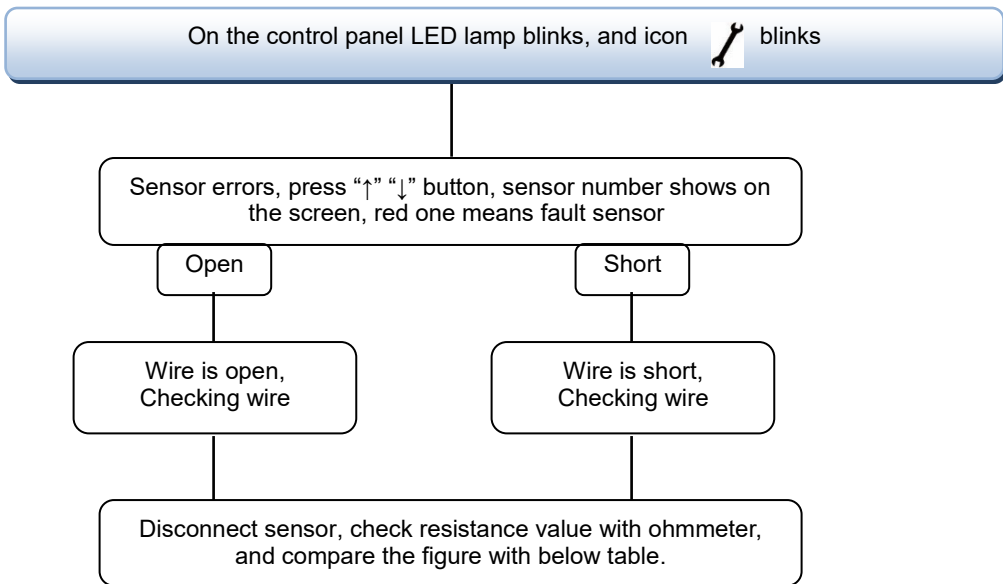 On the control panel LED lamp blinks, and icon blinks
Sensor errors, press “↑” “↓” button, sensor number shows on
the screen, red one means fault sensor
Open
Short
Wire is open,
Checking wire
Wire is short,
Checking wire
Disconnect sensor, check resistance value with ohmmeter,
and compare the figure with below table.